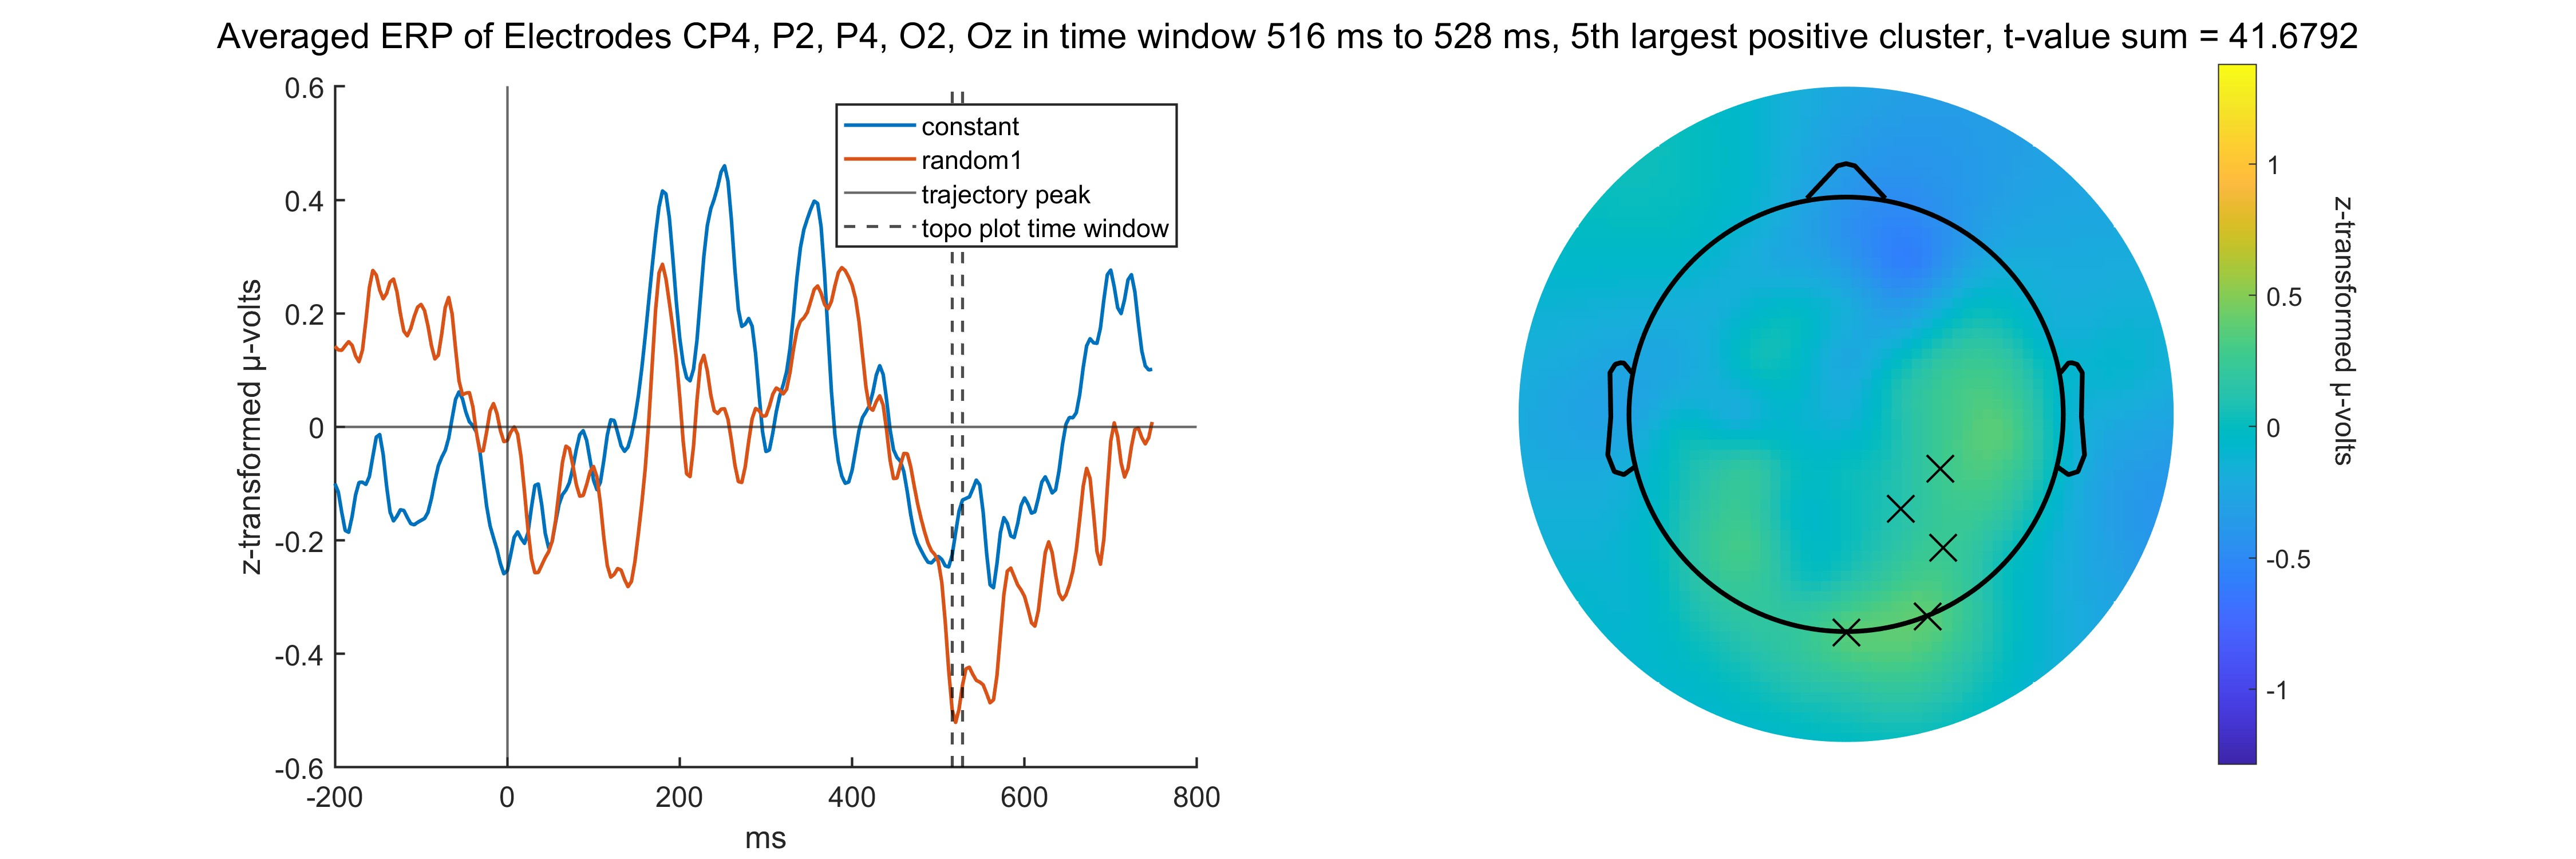 Averaged ERP of Electrodes CP4, P2, P4, O2, Oz in time window 516 ms to 528 ms, 5th largest positive cluster, t-value sum = 41.6792
z-transformed µ-volts
0.6
0.4
0.2
0
-0.2
-0.4
-0.6
-200
0
200
400
600
800
ms
constant
random1
trajectory peak
topo plot time window
1
0.5
0
-0.5
-1
z-transformed µ-volts